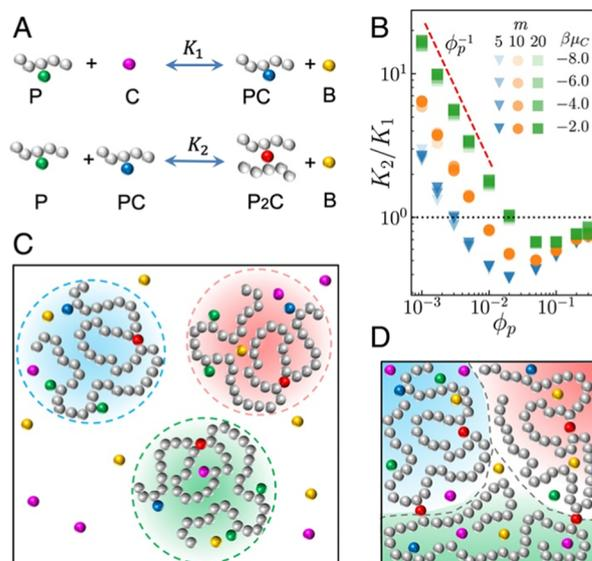 A
K₁
P + C PC + B
K₂
P + PC P₂C + B
B
ϕₚ⁻¹
m βμ_C
5 10 20
−8.0
−6.0
−4.0
−2.0
K₂/K₁
10¹
10⁰
10⁻³ 10⁻² 10⁻¹
ϕₚ
C
D